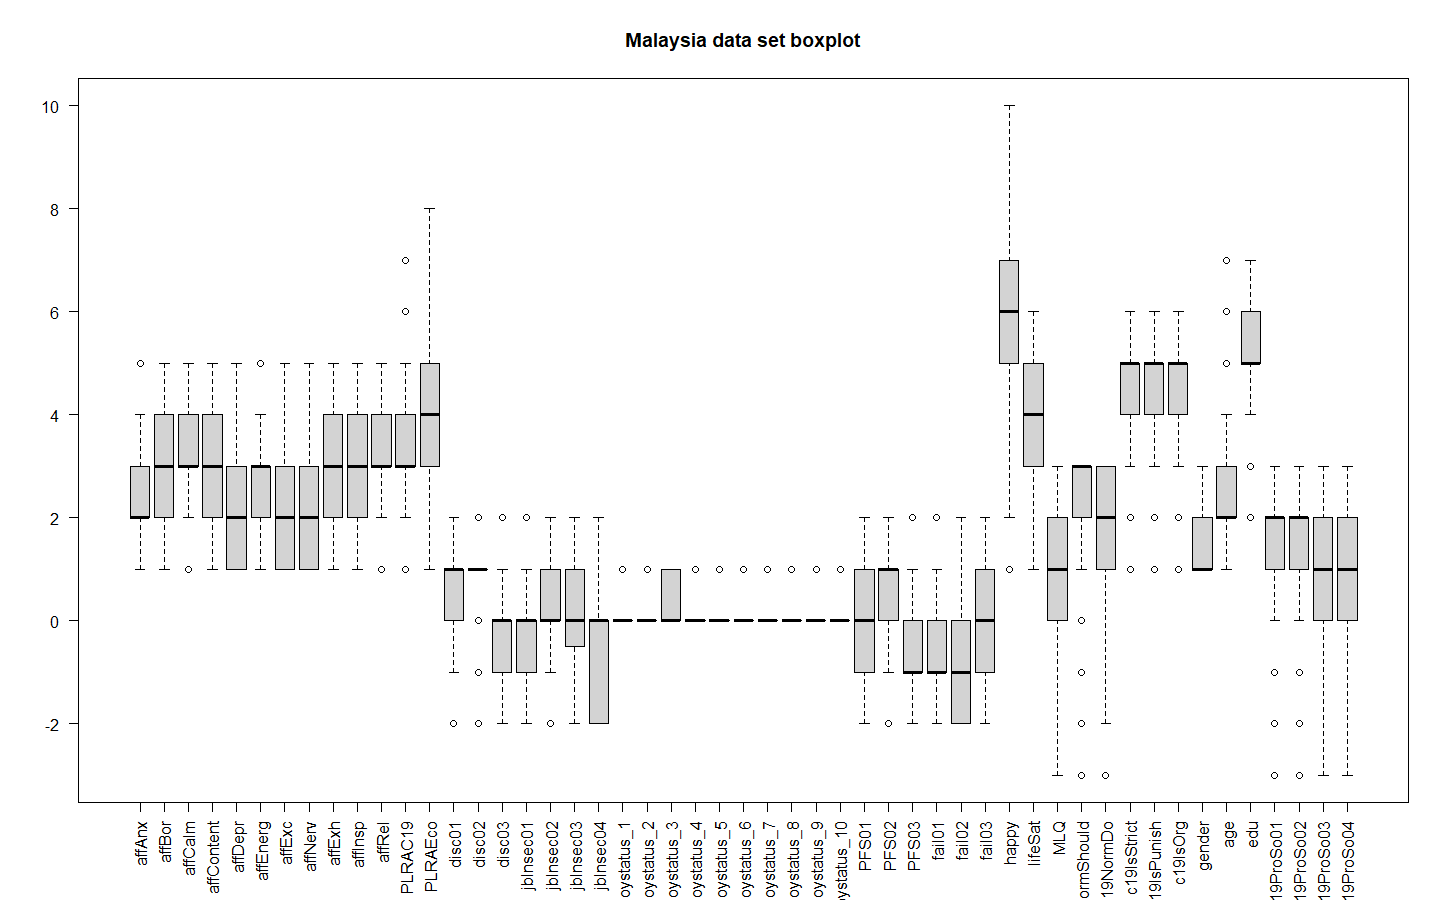 Malaysia data set boxplot
10
8
6
4
2
0
-2
affAnx
affBor
affCalm
affContent
affDepr
affEnerg
affExc
affNerv
affExh
affInsp
affRel
PLRAC19
PLRAEco
disc01
disc02
disc03
jbInsec01
jbInsec02
jbInsec03
jbInsec04
oystatus_1
oystatus_2
oystatus_3
oystatus_4
oystatus_5
oystatus_6
oystatus_7
oystatus_8
oystatus_9
oystatus_10
PFS01
PFS02
PFS03
fail01
fail02
fail03
happy
lifeSat
MLQ
ormShould
19NormDo
c19IsStrict
19IsPunish
c19IsOrg
gender
age
edu
19ProSo01
19ProSo02
19ProSo03
19ProSo04